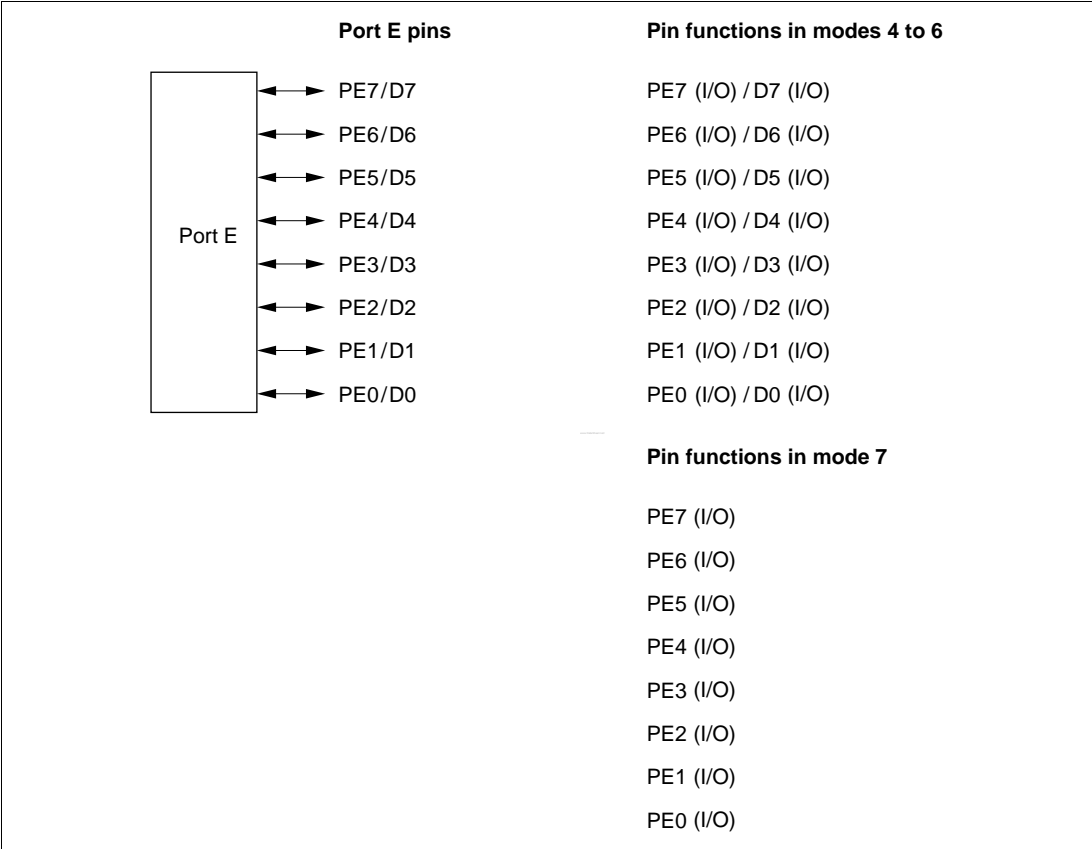 Port E pins Pin functions in modes 4 to 6
PE7/D7 PE7 (I/O) / D7 (I/O)
PE6/D6 PE6 (I/O) / D6 (I/O)
PE5/D5 PE5 (I/O) / D5 (I/O)
PE4/D4 PE4 (I/O) / D4 (I/O)
Port E
PE3/D3 PE3 (I/O) / D3 (I/O)
PE2/D2 PE2 (I/O) / D2 (I/O)
PE1/D1 PE1 (I/O) / D1 (I/O)
PE0/D0 PE0 (I/O) / D0 (I/O)
Pin functions in mode 7
PE7 (I/O)
PE6 (I/O)
PE5 (I/O)
PE4 (I/O)
PE3 (I/O)
PE2 (I/O)
PE1 (I/O)
PE0 (I/O)